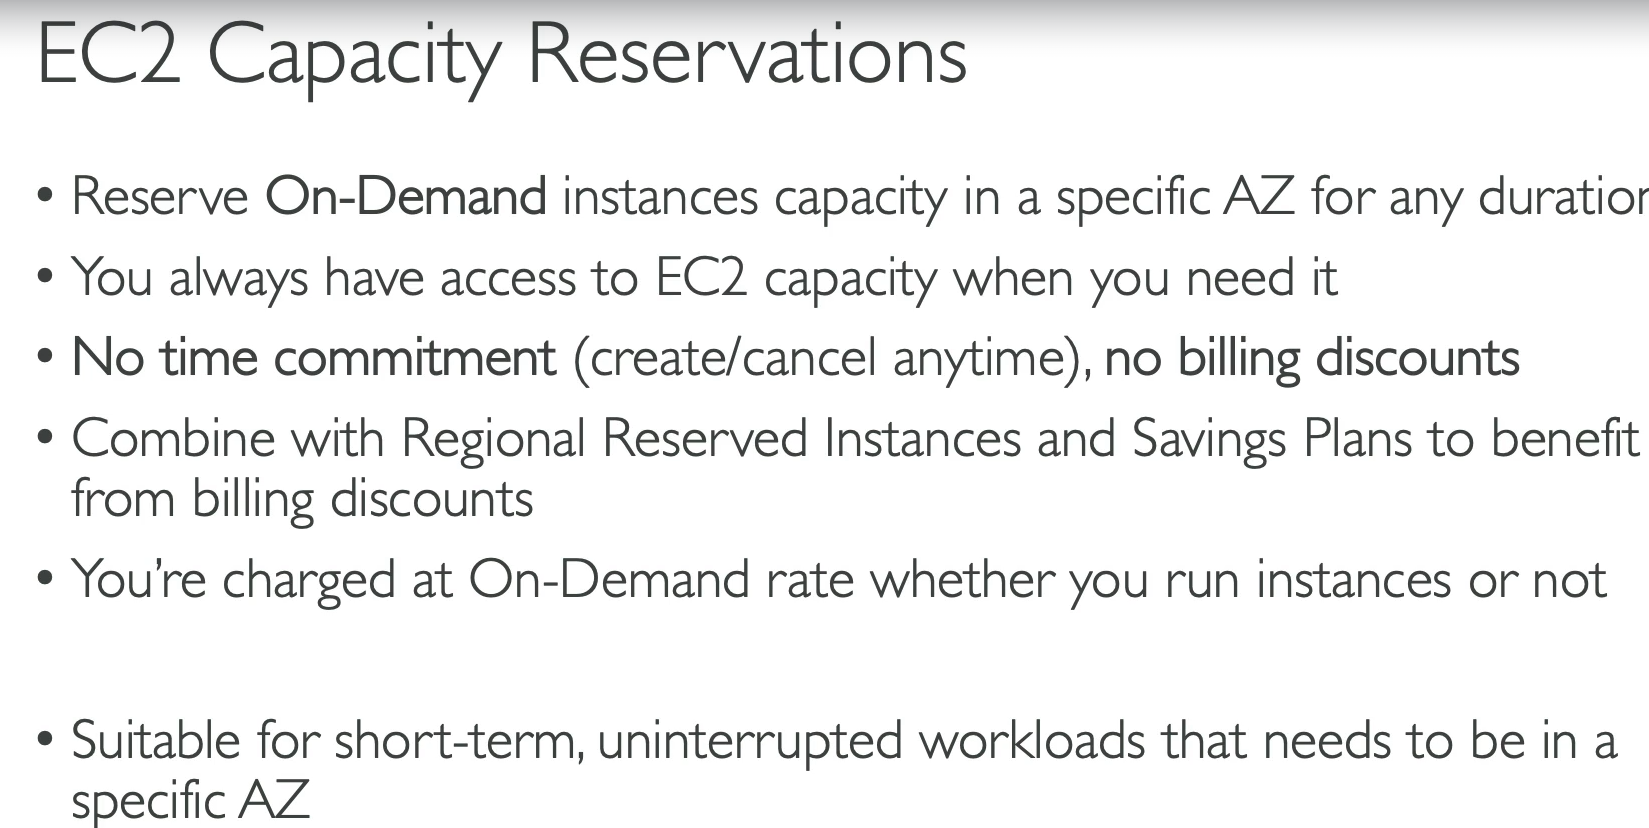 EC2 Capacity Reservations
• Reserve On-Demand instances capacity in a specific AZ for any duration
• You always have access to EC2 capacity when you need it
• No time commitment (create/cancel anytime), no billing discounts
• Combine with Regional Reserved Instances and Savings Plans to benefit
from billing discounts
• You’re charged at On-Demand rate whether you run instances or not
• Suitable for short-term, uninterrupted workloads that needs to be in a
specific AZ